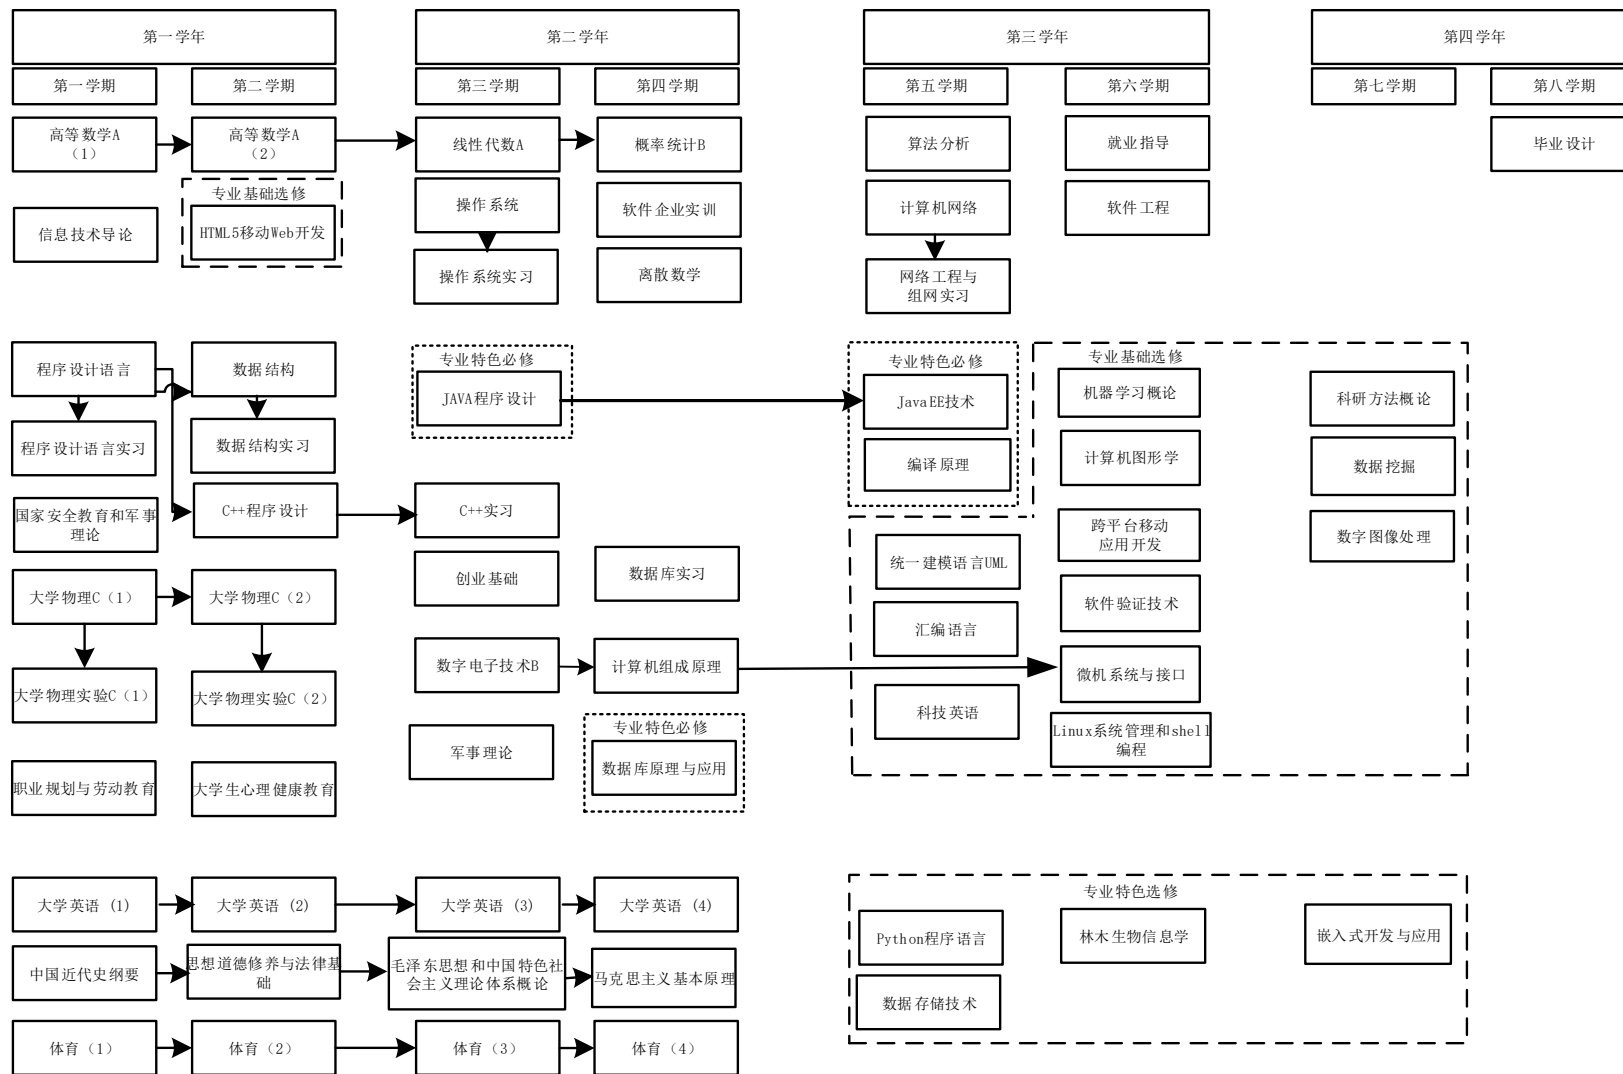 第一学年
第二学年
第三学年
第四学年
第一学期
第二学期
第三学期
第四学期
第五学期
第六学期
第七学期
第八学期
高等数学A
（1）
高等数学A
（2）
线性代数A
概率统计B
算法分析
就业指导
毕业设计
信息技术导论
专业基础选修
HTML5移动Web开发
操作系统
操作系统实习
软件企业实训
离散数学
计算机网络
网络工程与
组网实习
软件工程
程序设计语言
程序设计语言实习
国家安全教育和军事
理论
数据结构
数据结构实习
C++程序设计
专业特色必修
JAVA程序设计
C++实习
创业基础
数据库实习
专业特色必修
JavaEE技术
编译原理
专业基础选修
机器学习概论
计算机图形学
跨平台移动
应用开发
软件验证技术
微机系统与接口
Linux系统管理和shell
编程
科研方法概论
数据挖掘
数字图像处理
统一建模语言UML
汇编语言
科技英语
大学物理C（1）
大学物理C（2）
大学物理实验C（1）
大学物理实验C（2）
数字电子技术B
计算机组成原理
军事理论
专业特色必修
数据库原理与应用
职业规划与劳动教育
大学生心理健康教育
大学英语 (1)
大学英语 (2)
大学英语 (3)
大学英语 (4)
中国近代史纲要
思想道德修养与法律基
础
毛泽东思想和中国特色社
会主义理论体系概论
马克思主义基本原理
体育（1）
体育（2）
体育（3）
体育（4）
专业特色选修
Python程序语言
林木生物信息学
嵌入式开发与应用
数据存储技术